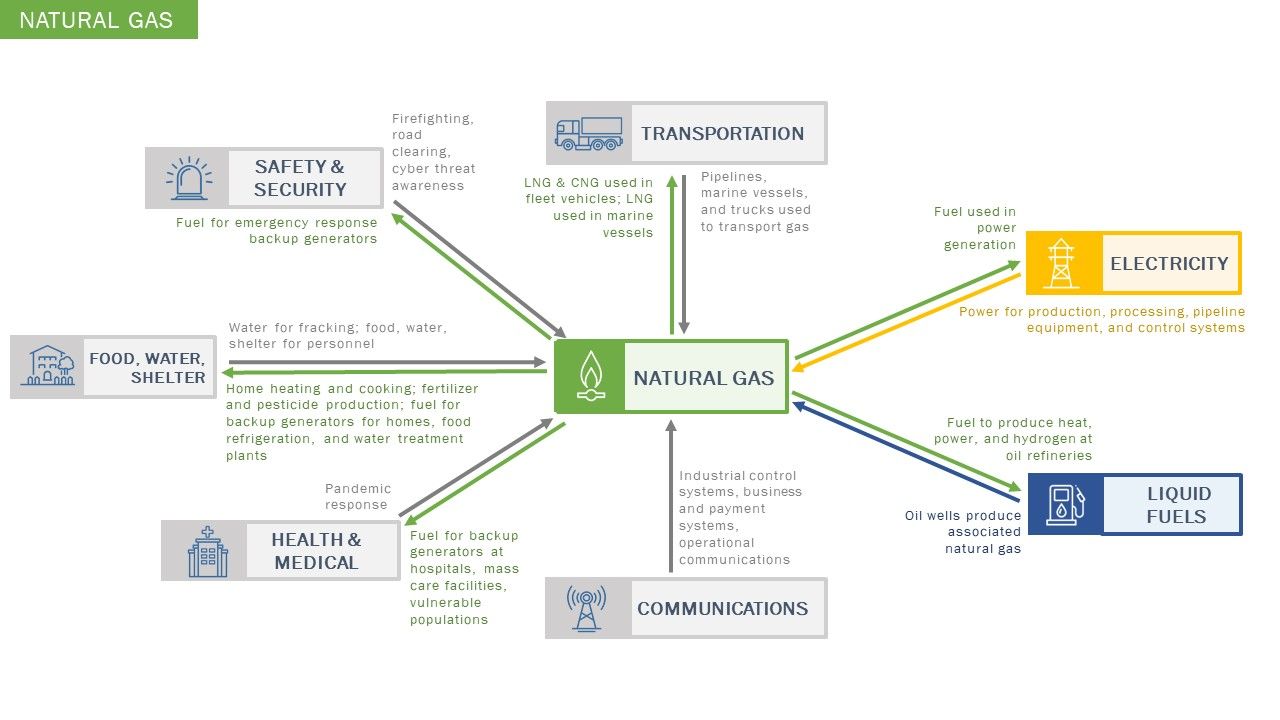 NATURAL GAS
Firefighting,
road
clearing,
cyber threat
awareness
SAFETY &
SECURITY
Fuel for emergency response
backup generators
TRANSPORTATION
LNG & CNG used in
fleet vehicles; LNG
used in marine
vessels
Pipelines,
marine vessels,
and trucks used
to transport gas
Fuel used in
power
generation
ELECTRICITY
Power for production, processing, pipeline
equipment, and control systems
Water for fracking; food, water,
shelter for personnel
FOOD, WATER,
SHELTER
Home heating and cooking; fertilizer
and pesticide production; fuel for
backup generators for homes, food
refrigeration, and water treatment
plants
NATURAL GAS
Fuel to produce heat,
power, and hydrogen at
oil refineries
LIQUID
FUELS
Oil wells produce
associated
natural gas
Pandemic
response
HEALTH &
MEDICAL
Fuel for backup
generators at
hospitals, mass
care facilities,
vulnerable
populations
Industrial control
systems, business
and payment
systems,
operational
communications
COMMUNICATIONS